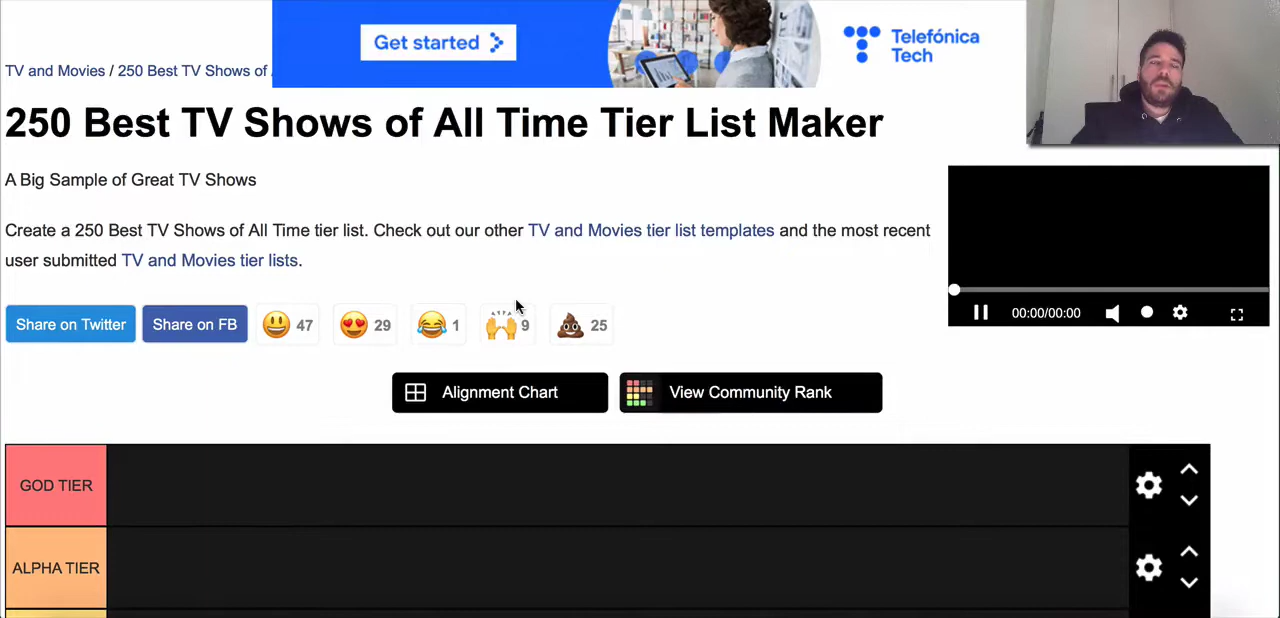 Get started
Telefónica
Tech
TV and Movies / 250 Best TV Shows of
250 Best TV Shows of All Time Tier List Maker
A Big Sample of Great TV Shows
Create a 250 Best TV Shows of All Time tier list. Check out our other TV and Movies tier list templates and the most recent
user submitted TV and Movies tier lists.
00:00/00:00
Share on Twitter Share on FB 47 29 1 9 25
Alignment Chart View Community Rank
GOD TIER
ALPHA TIER